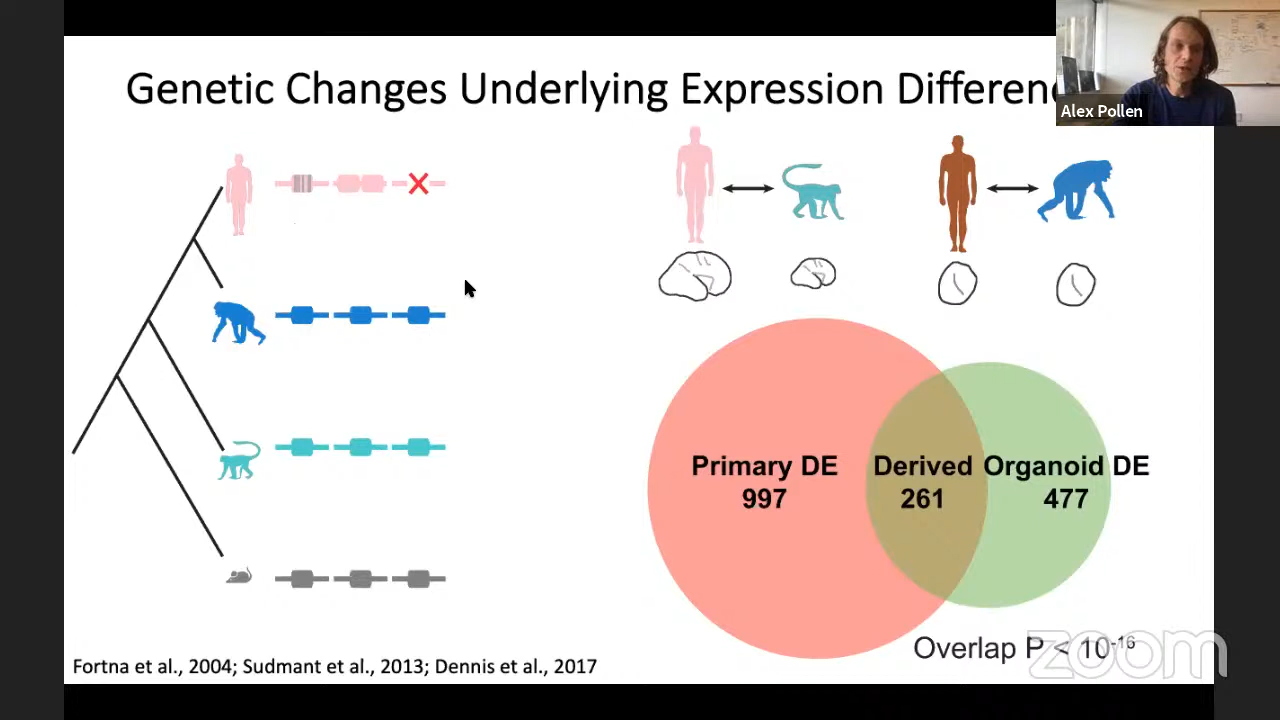 Genetic Changes Underlying Expression Differen
Alex Pollen
Primary DE
997
Derived
261
Organoid DE
477
Overlap P < 10-16
zoom
Fortna et al., 2004; Sudmant et al., 2013; Dennis et al., 2017